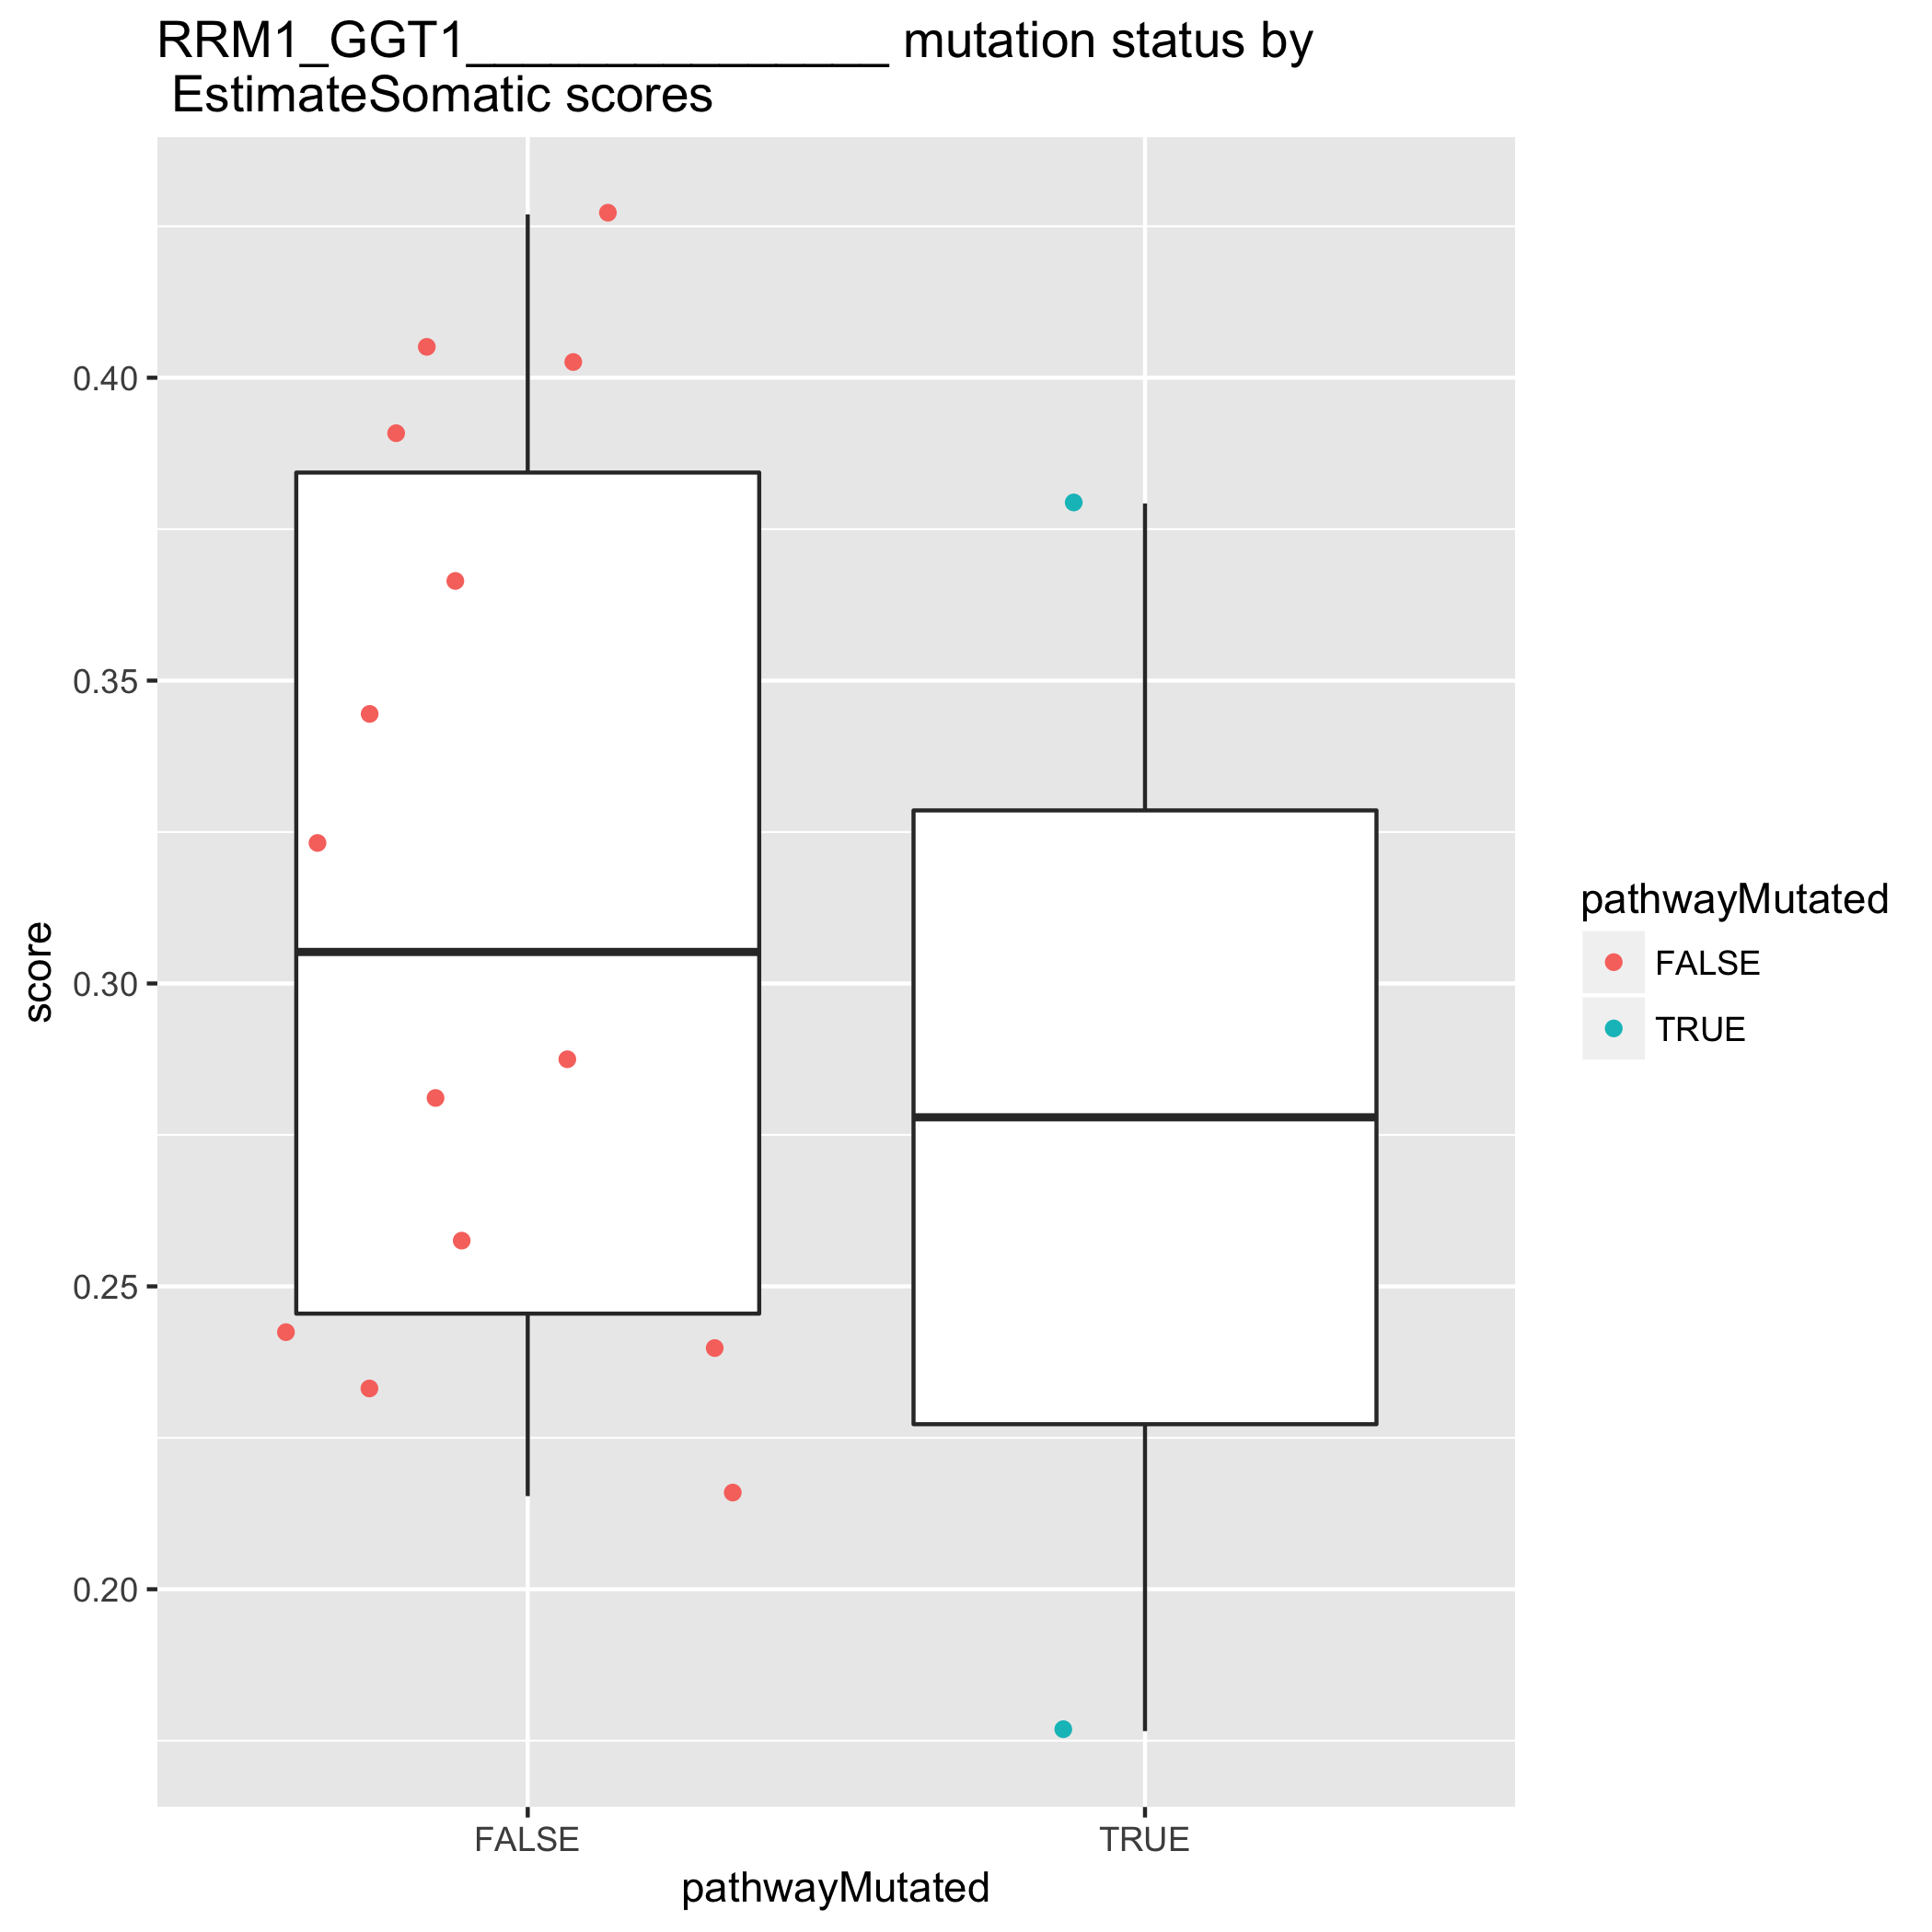 RRM1_GGT1_______________ mutation status by
EstimateSomatic scores
score
0.40
0.35
0.30
0.25
0.20
FALSE
TRUE
pathwayMutated
pathwayMutated
FALSE
TRUE